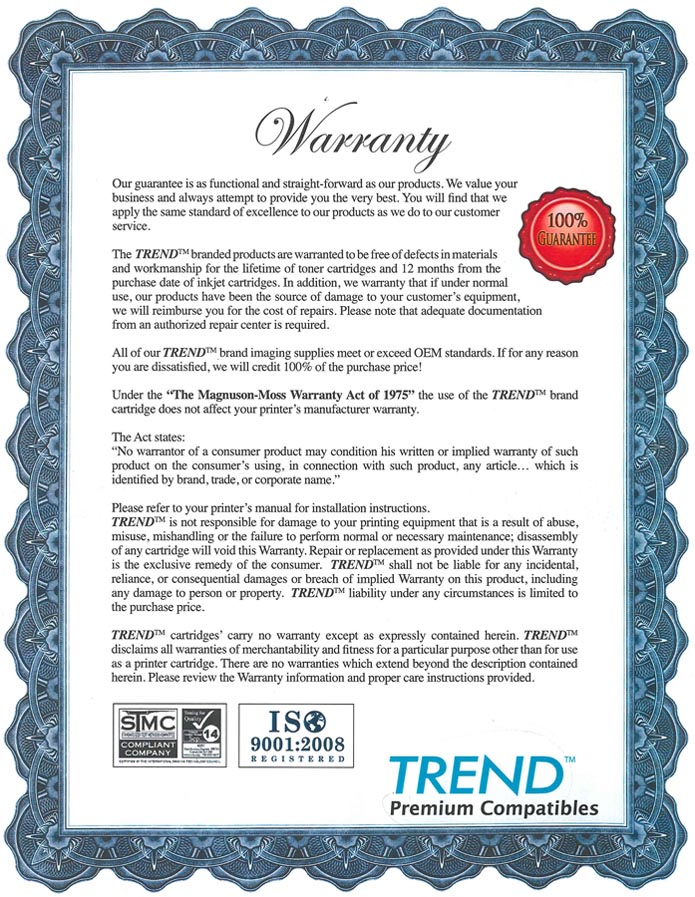 Warranty
Our guarantee is as functional and straight-forward as our products. We value your
business and always attempt to provide you the very best. You will find that we
apply the same standard of excellence to our products as we do to our customer
service.
100%
GUARANTEE
The TREND™ branded products are warranted to be free of defects in materials
and workmanship for the lifetime of toner cartridges and 12 months from the
purchase date of inkjet cartridges. In addition, we warranty that if under normal
use, our products have been the source of damage to your customer's equipment,
we will reimburse you for the cost of repairs. Please note that adequate documentation
from an authorized repair center is required.
All of our TREND™ brand imaging supplies meet or exceed OEM standards. If for any reason
you are dissatisfied, we will credit 100% of the purchase price!
Under the “The Magnuson-Moss Warranty Act of 1975” the use of the TREND™ brand
cartridge does not affect your printer's manufacturer warranty.
The Act states:
“No warrantor of a consumer product may condition his written or implied warranty of such
product on the consumer's using, in connection with such product, any article… which is
identified by brand, trade, or corporate name.”
Please refer to your printer's manual for installation instructions.
TREND™ is not responsible for damage to your printing equipment that is a result of abuse,
misuse, mishandling or the failure to perform normal or necessary maintenance; disassembly
of any cartridge will void this Warranty. Repair or replacement as provided under this Warranty
is the exclusive remedy of the consumer. TREND™ shall not be liable for any incidental,
reliance, or consequential damages or breach of implied Warranty on this product, including
any damage to person or property. TREND™ liability under any circumstances is limited to
the purchase price.
TREND™ cartridges' carry no warranty except as expressly contained herein. TREND™
disclaims all warranties of merchantability and fitness for a particular purpose other than for use
as a printer cartridge. There are no warranties which extend beyond the description contained
herein. Please review the Warranty information and proper care instructions provided.
STMC
COMPLIANT
COMPANY
Testing for
Quality
14
ISO
9001:2008
REGISTERED
TREND™
Premium Compatibles